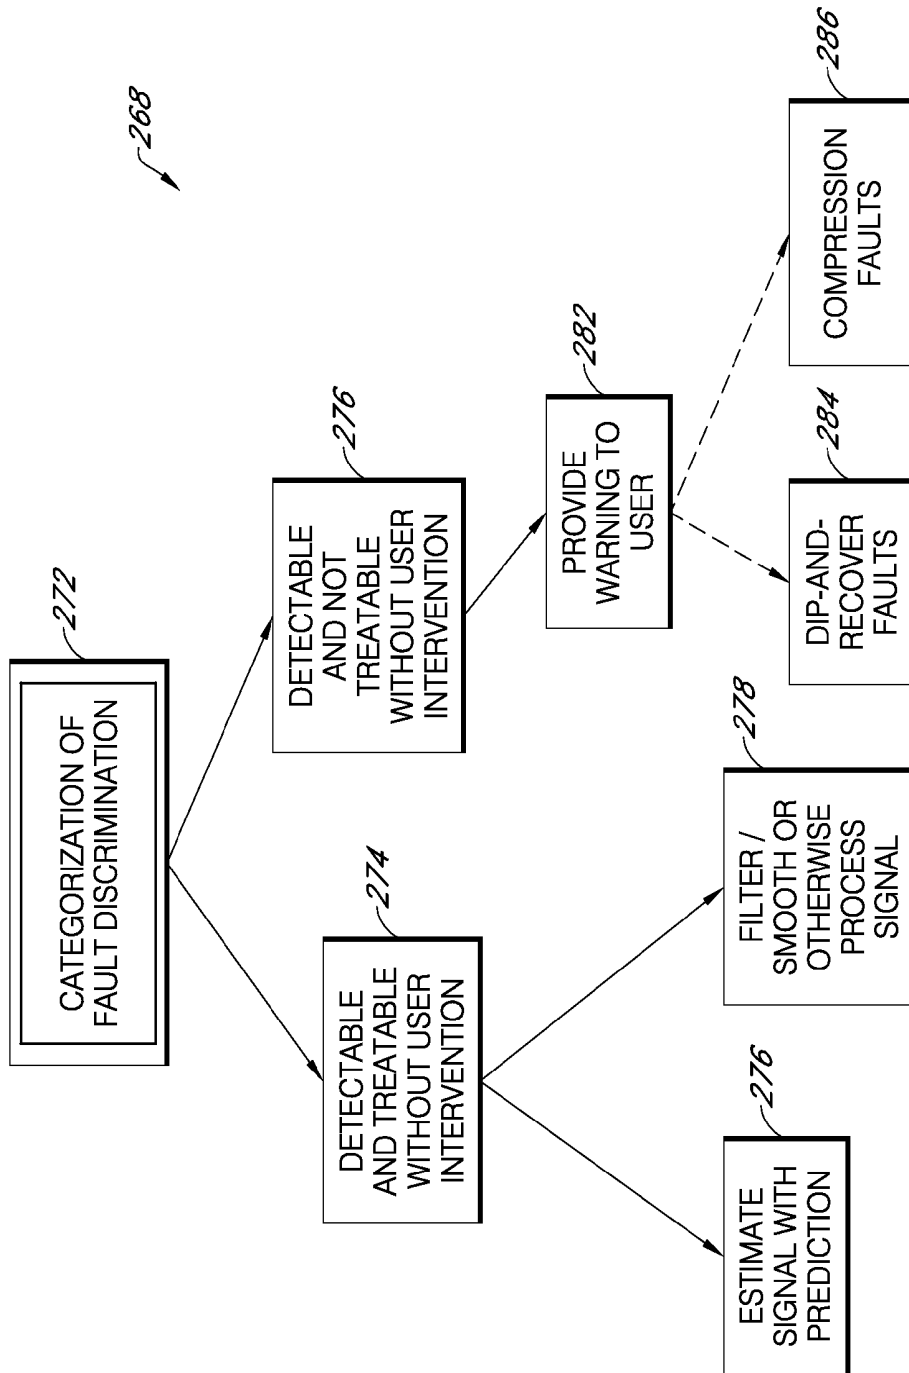 268
272
CATEGORIZATION OF
FAULT DISCRIMINATION
274
DETECTABLE
AND TREATABLE
WITHOUT USER
INTERVENTION
276
DETECTABLE
AND NOT
TREATABLE
WITHOUT USER
INTERVENTION
276
ESTIMATE
SIGNAL WITH
PREDICTION
278
FILTER /
SMOOTH OR
OTHERWISE
PROCESS
SIGNAL
282
PROVIDE
WARNING TO
USER
284
DIP-AND-
RECOVER
FAULTS
286
COMPRESSION
FAULTS